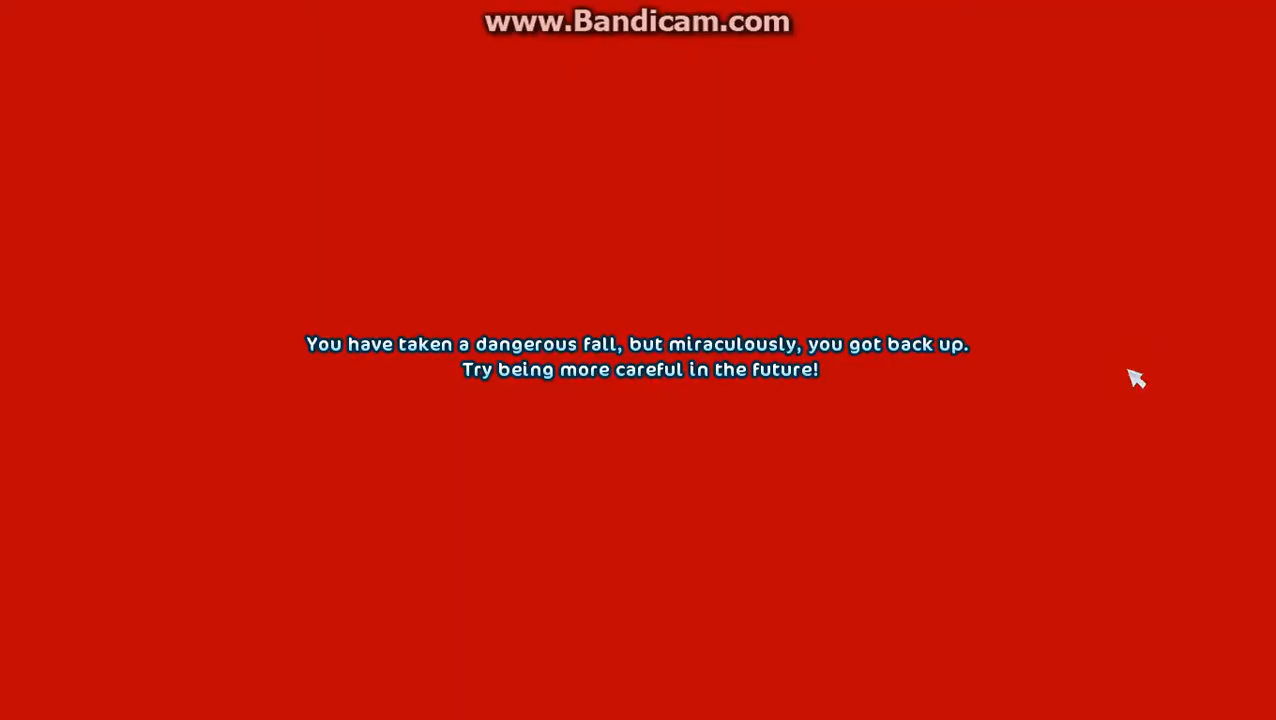 www.Bandicam.com
You have taken a dangerous fall, but miraculously, you got back up.
Try being more careful in the future!